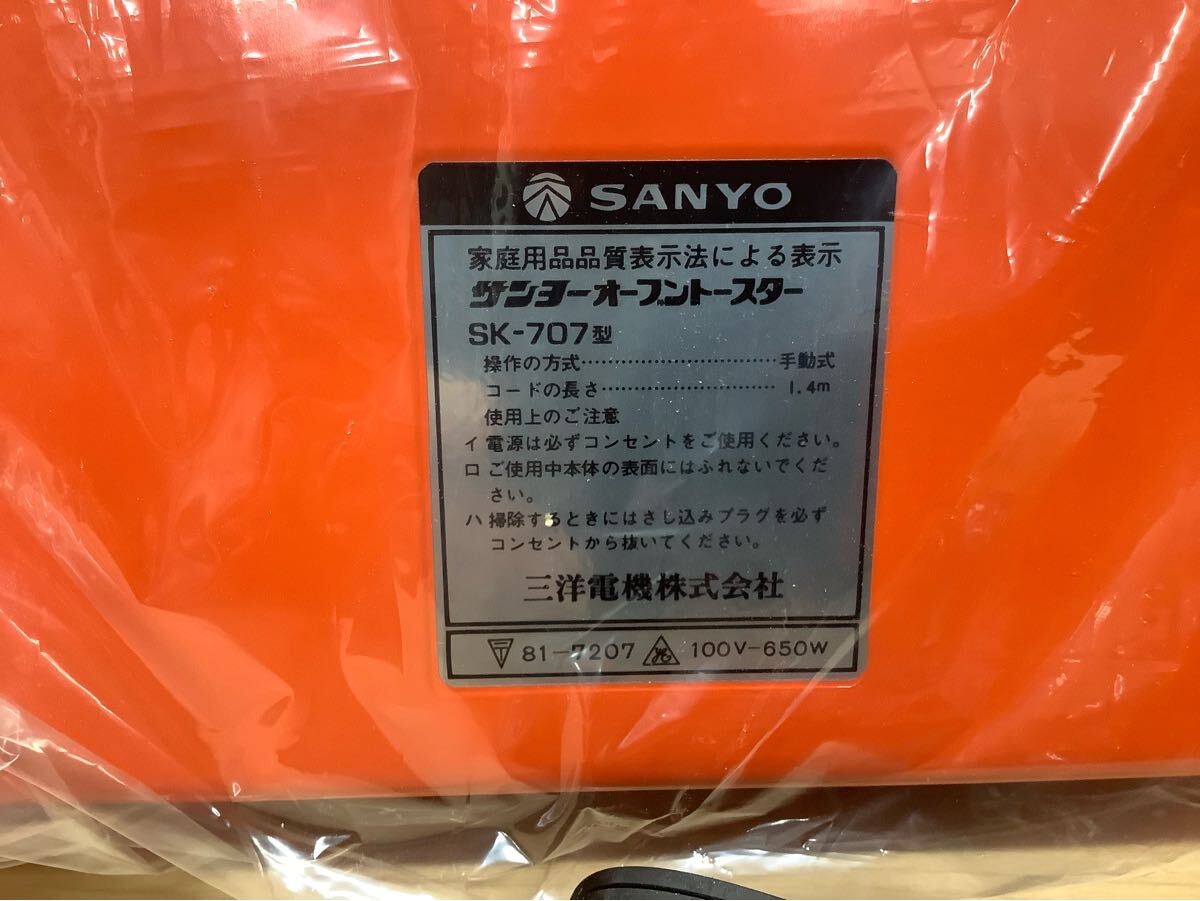 SANYO
家庭用品品質表示法による表示
サンヨーオーブントースター
SK-707型
操作の方式……………………手動式
コードの長さ…………………1.4m
使用上のご注意
イ 電源は必ずコンセントをご使用ください。
ロ ご使用中本体の表面にはふれないでくだ
さい。
ハ 掃除するときにはさし込みプラグを必ず
コンセントから抜いてください。
三洋電機株式会社
〒 81-7207 100V-650W